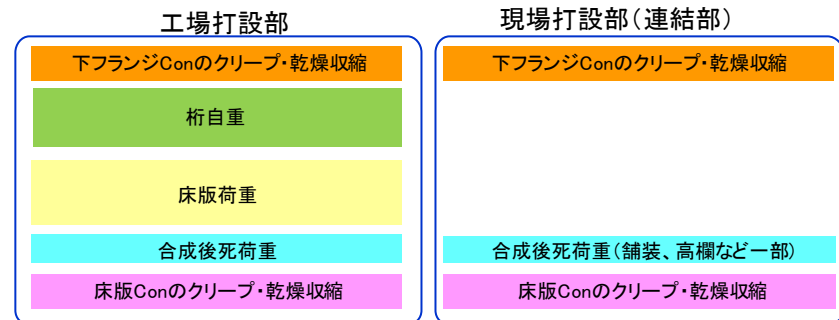 工場打設部
下フランジConのクリープ・乾燥収縮
桁自重
床版荷重
合成後死荷重
床版Conのクリープ・乾燥収縮
現場打設部(連結部)
下フランジConのクリープ・乾燥収縮
合成後死荷重(舗装、高欄など一部)
床版Conのクリープ・乾燥収縮